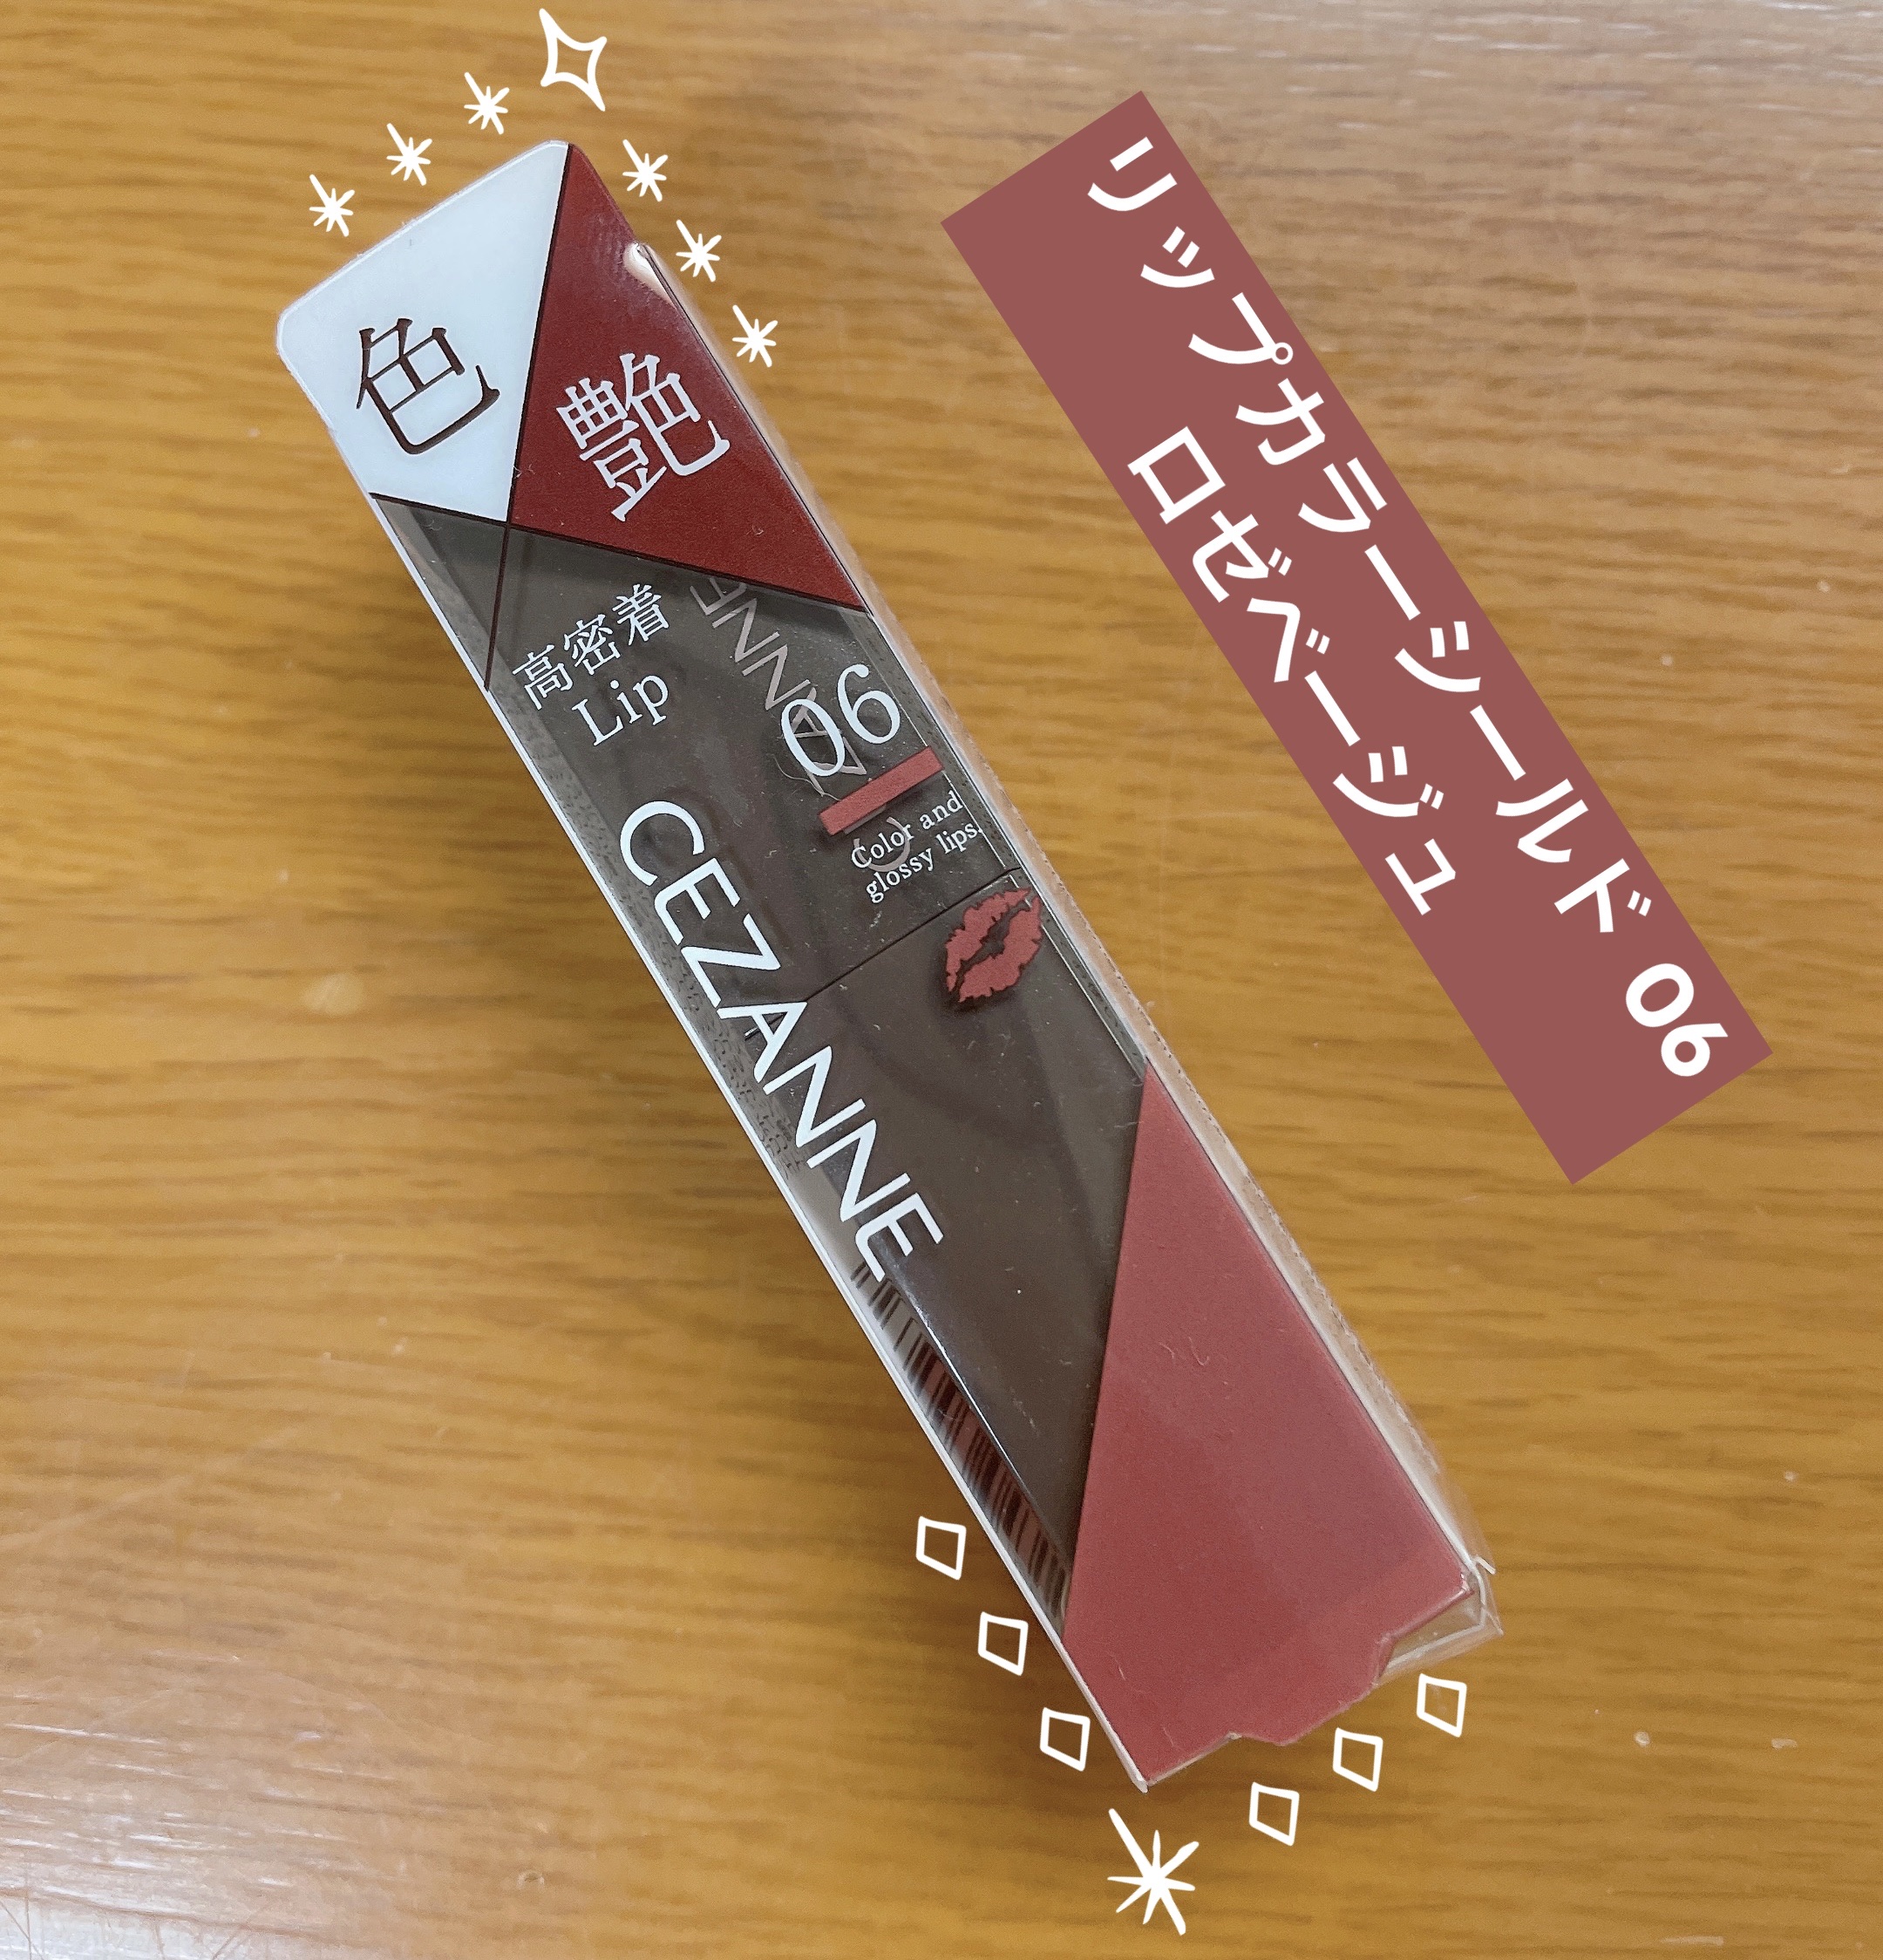 色
艶
高密着
Lip
06
Color and
glossy lips.
CEZANNE
リップカラーシールド 06
ロゼベージュ